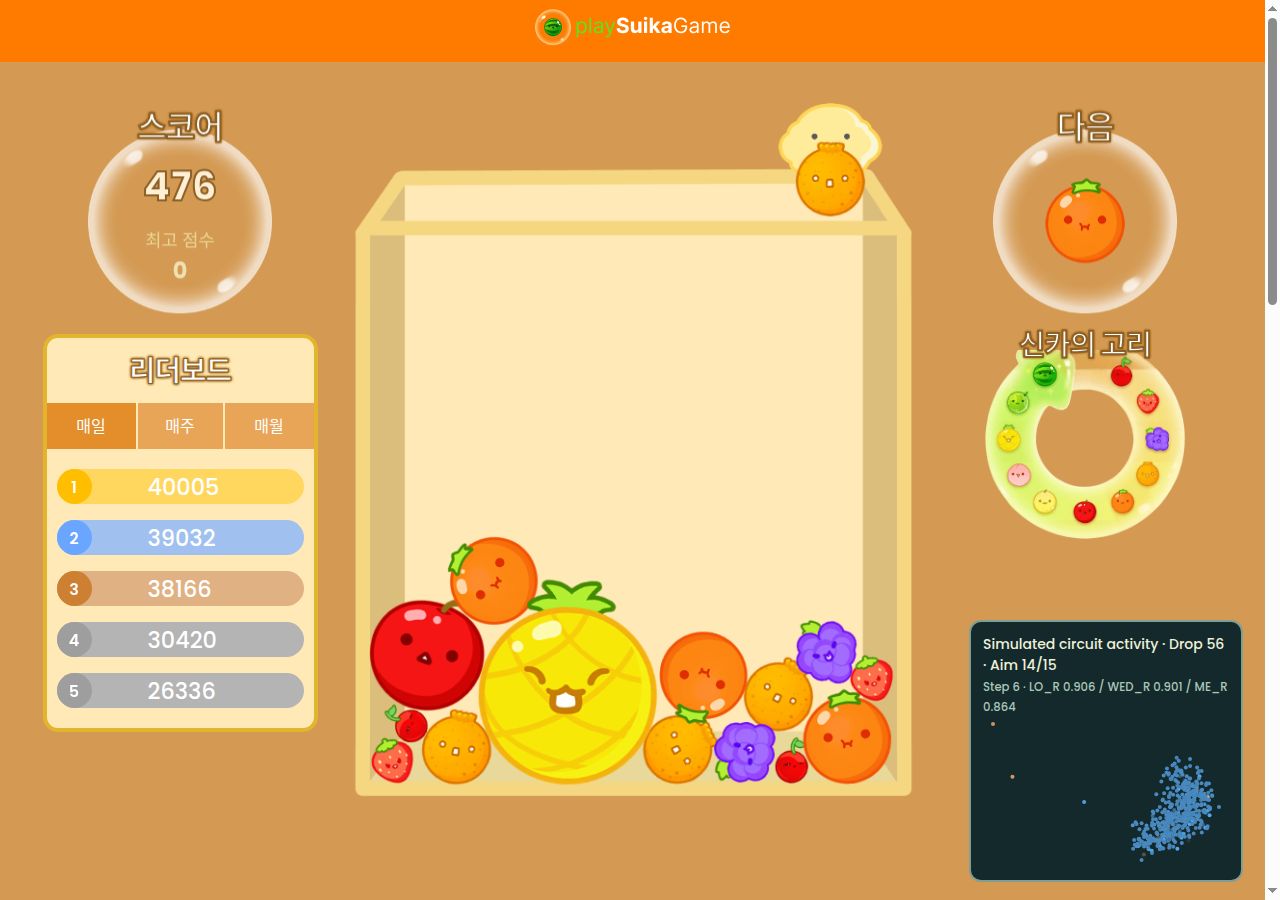 playSuikaGame
스코어
476
최고 점수
0
다음
신카의 고리
리더보드
매일 매주 매월
1 40005
2 39032
3 38166
4 30420
5 26336
Simulated circuit activity · Drop 56
· Aim 14/15
Step 6 · LO_R 0.906 / WED_R 0.901 / ME_R
0.864